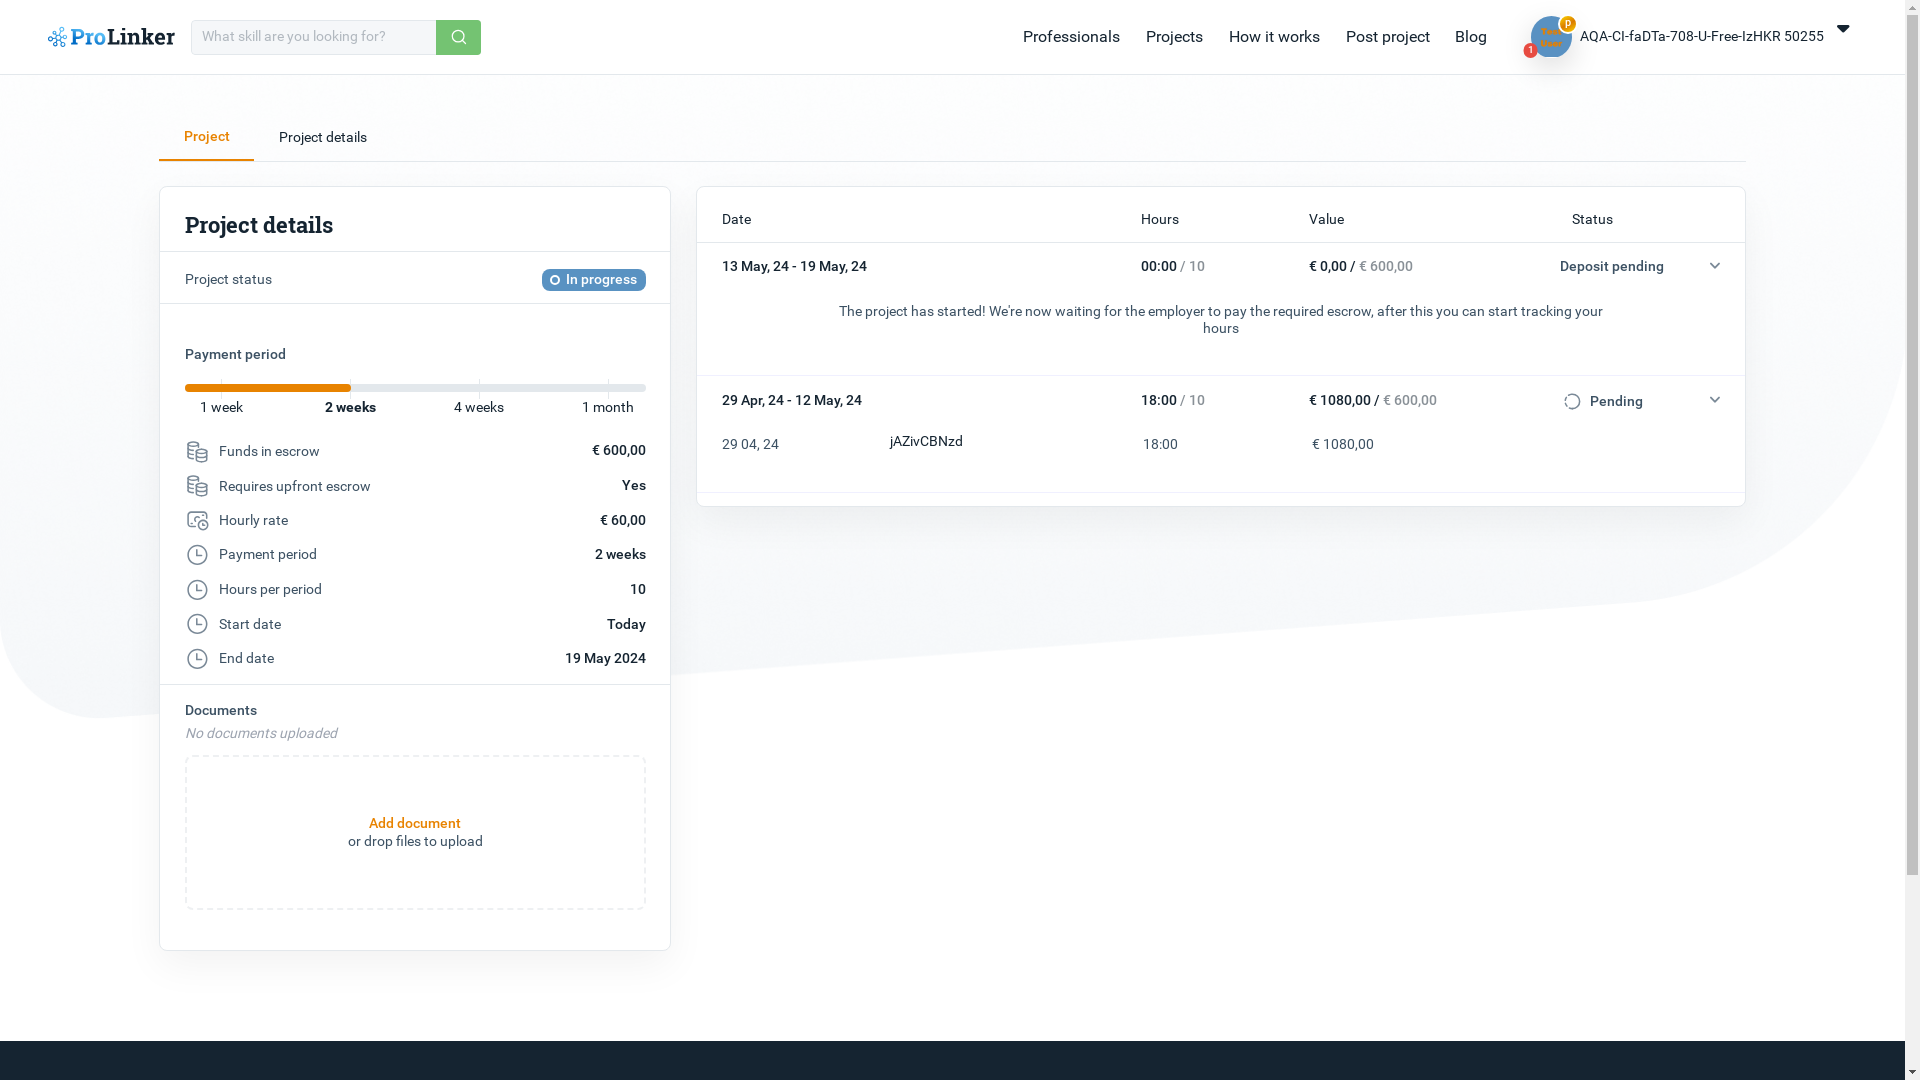 ProLinker
What skill are you looking for?
Professionals
Projects
How it works
Post project
Blog
p
1
AQA-CI-faDTa-708-U-Free-IzHKR 50255
Project
Project details
Project details
Project status
In progress
Payment period
1 week
2 weeks
4 weeks
1 month
Funds in escrow
€ 600,00
Requires upfront escrow
Yes
Hourly rate
€ 60,00
Payment period
2 weeks
Hours per period
10
Start date
Today
End date
19 May 2024
Documents
No documents uploaded
Add document
or drop files to upload
Date
Hours
Value
Status
13 May, 24 - 19 May, 24
00:00 / 10
€ 0,00 / € 600,00
Deposit pending
The project has started! We're now waiting for the employer to pay the required escrow, after this you can start tracking your
hours
29 Apr, 24 - 12 May, 24
18:00 / 10
€ 1080,00 / € 600,00
Pending
29 04, 24
jAZivCBNzd
18:00
€ 1080,00